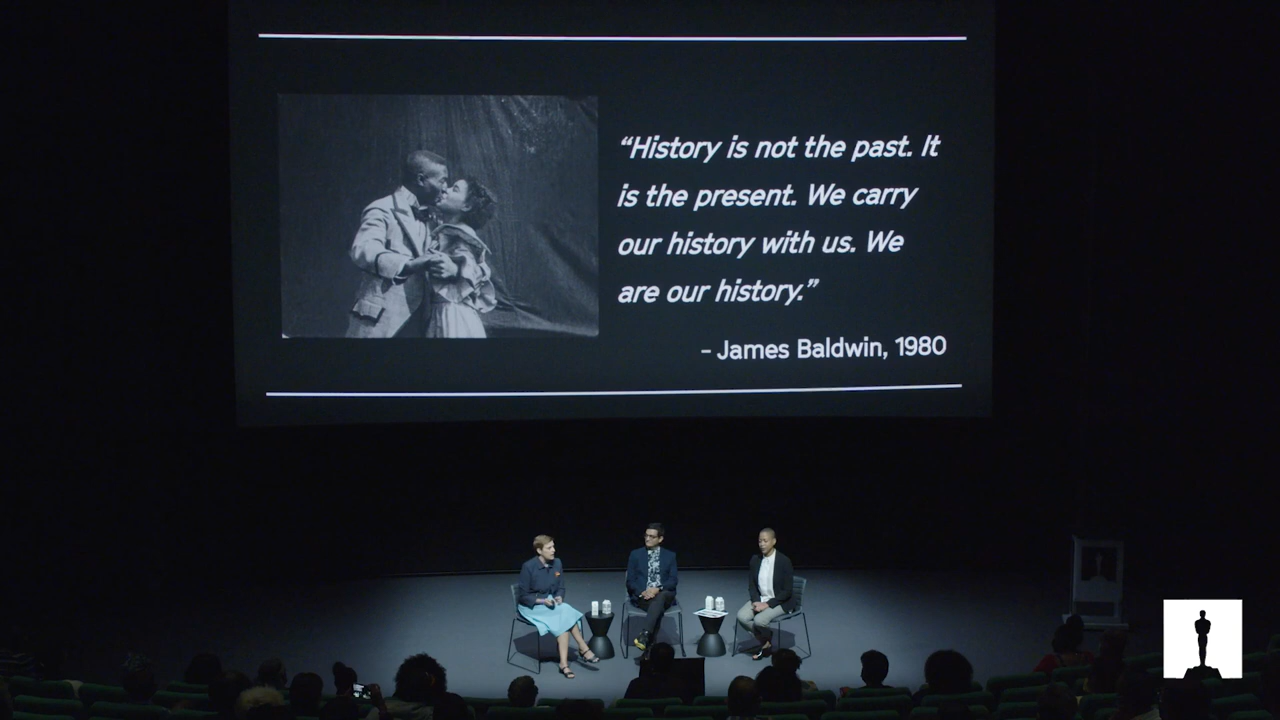 “History is not the past. It
is the present. We carry
our history with us. We
are our history.”
- James Baldwin, 1980